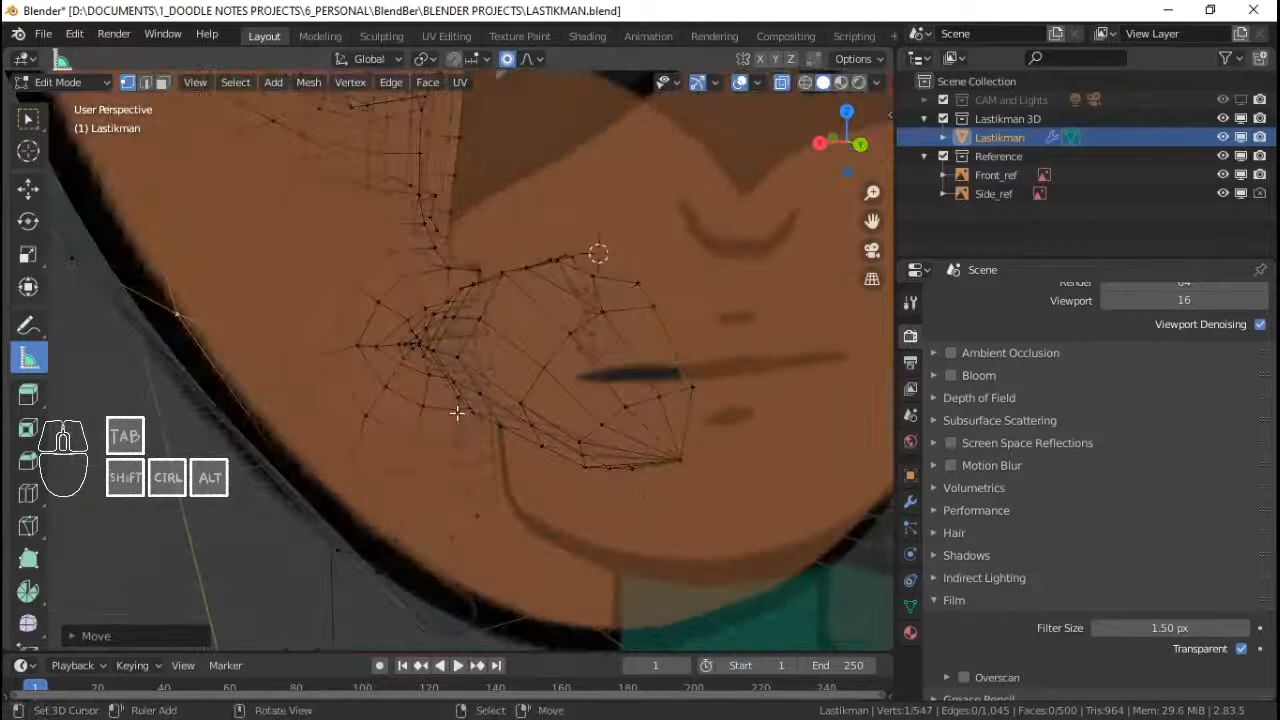 Blender* [D:\DOCUMENTS\1_DOODLE NOTES PROJECTS\6_PERSONAL\BlendBer\BLENDER PROJECTS\LASTIKMAN.blend]
File Edit Render Window Help Layout Modeling Sculpting UV Editing Texture Paint Shading Animation Rendering Compositing Scripting Scene View Layer
Global X Y Z Options
Edit Mode View Select Add Mesh Vertex Edge Face UV
Scene Collection
CAM and Lights
Lastikman 3D
Lastikman
Reference
Front_ref
Side_ref
User Perspective
(1) Lastikman
Z
X Y
Scene
Render 64
Viewport 16
Viewport Denoising
Ambient Occlusion
Bloom
Depth of Field
Subsurface Scattering
Screen Space Reflections
Motion Blur
Volumetrics
Performance
Hair
Shadows
Indirect Lighting
Film
Filter Size 1.50 px
Transparent
Overscan
Grease Pencil
TAB
SHIFT CTRL ALT
Move
Playback Keying View Marker 1 Start 1 End 250
1 20 40 60 80 100 120 140 160 180 200 220 240
Set 3D Cursor Ruler Add Rotate View Select Move Lastikman | Verts:1/547 | Edges:0/1,045 | Faces:0/500 | Tris:964 | Mem: 29.6 MiB | 2.83.5